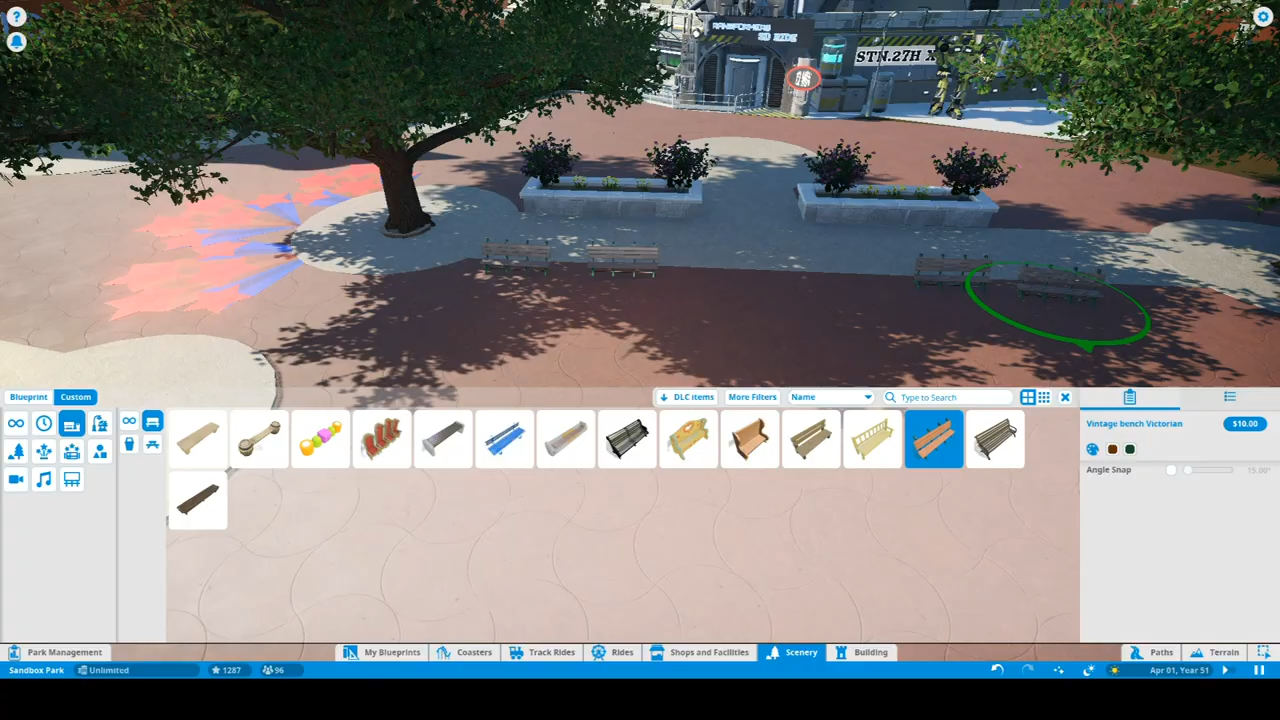 ?
3D RIDE
STN.27H X
Blueprint
Custom
DLC items
More Filters
Name
Type to Search
Vintage bench Victorian
$10.00
Angle Snap
15.00°
Park Management
My Blueprints
Coasters
Track Rides
Rides
Shops and Facilities
Scenery
Building
Paths
Terrain
Sandbox Park
Unlimited
1287
96
Apr 01, Year 51